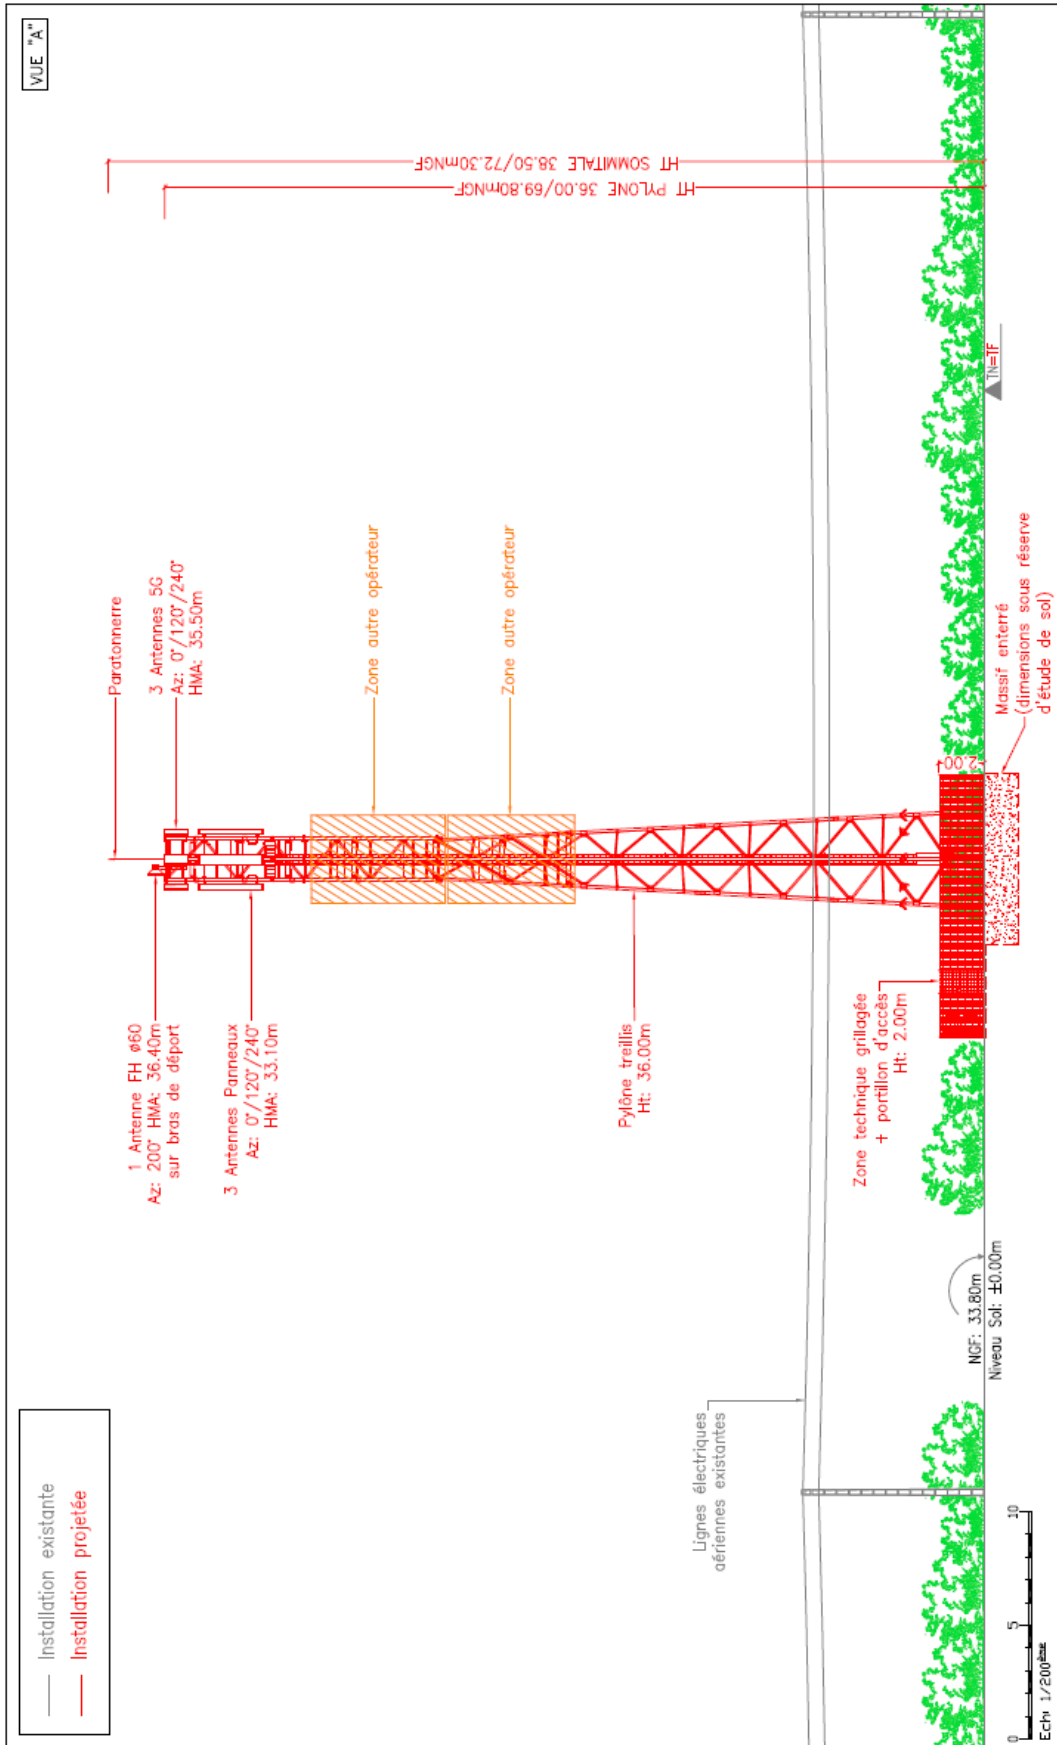 Installation existante
Installation projetée
VUE "A"
Paratonnerre
1 Antenne FH ø60
Az: 200° HMA: 36.40m
sur bras de déport
3 Antennes 5G
Az: 0°/120°/240°
HMA: 35.50m
3 Antennes Panneaux
Az: 0°/120°/240°
HMA: 33.10m
Zone autre opérateur
Zone autre opérateur
HT SOMMITALE 38.50/72.30mNGF
HT PYLONE 36.00/69.80mNGF
Pylône treillis
Ht: 36.00m
Lignes électriques
aériennes existantes
Zone technique grillagée
+ portillon d'accès
Ht: 2.00m
2.00
NGF: 33.80m
Niveau Sol: ±0.00m
TN=TF
Massif enterré
(dimensions sous réserve
d'étude de sol)
0 5 10
Ech: 1/200ème